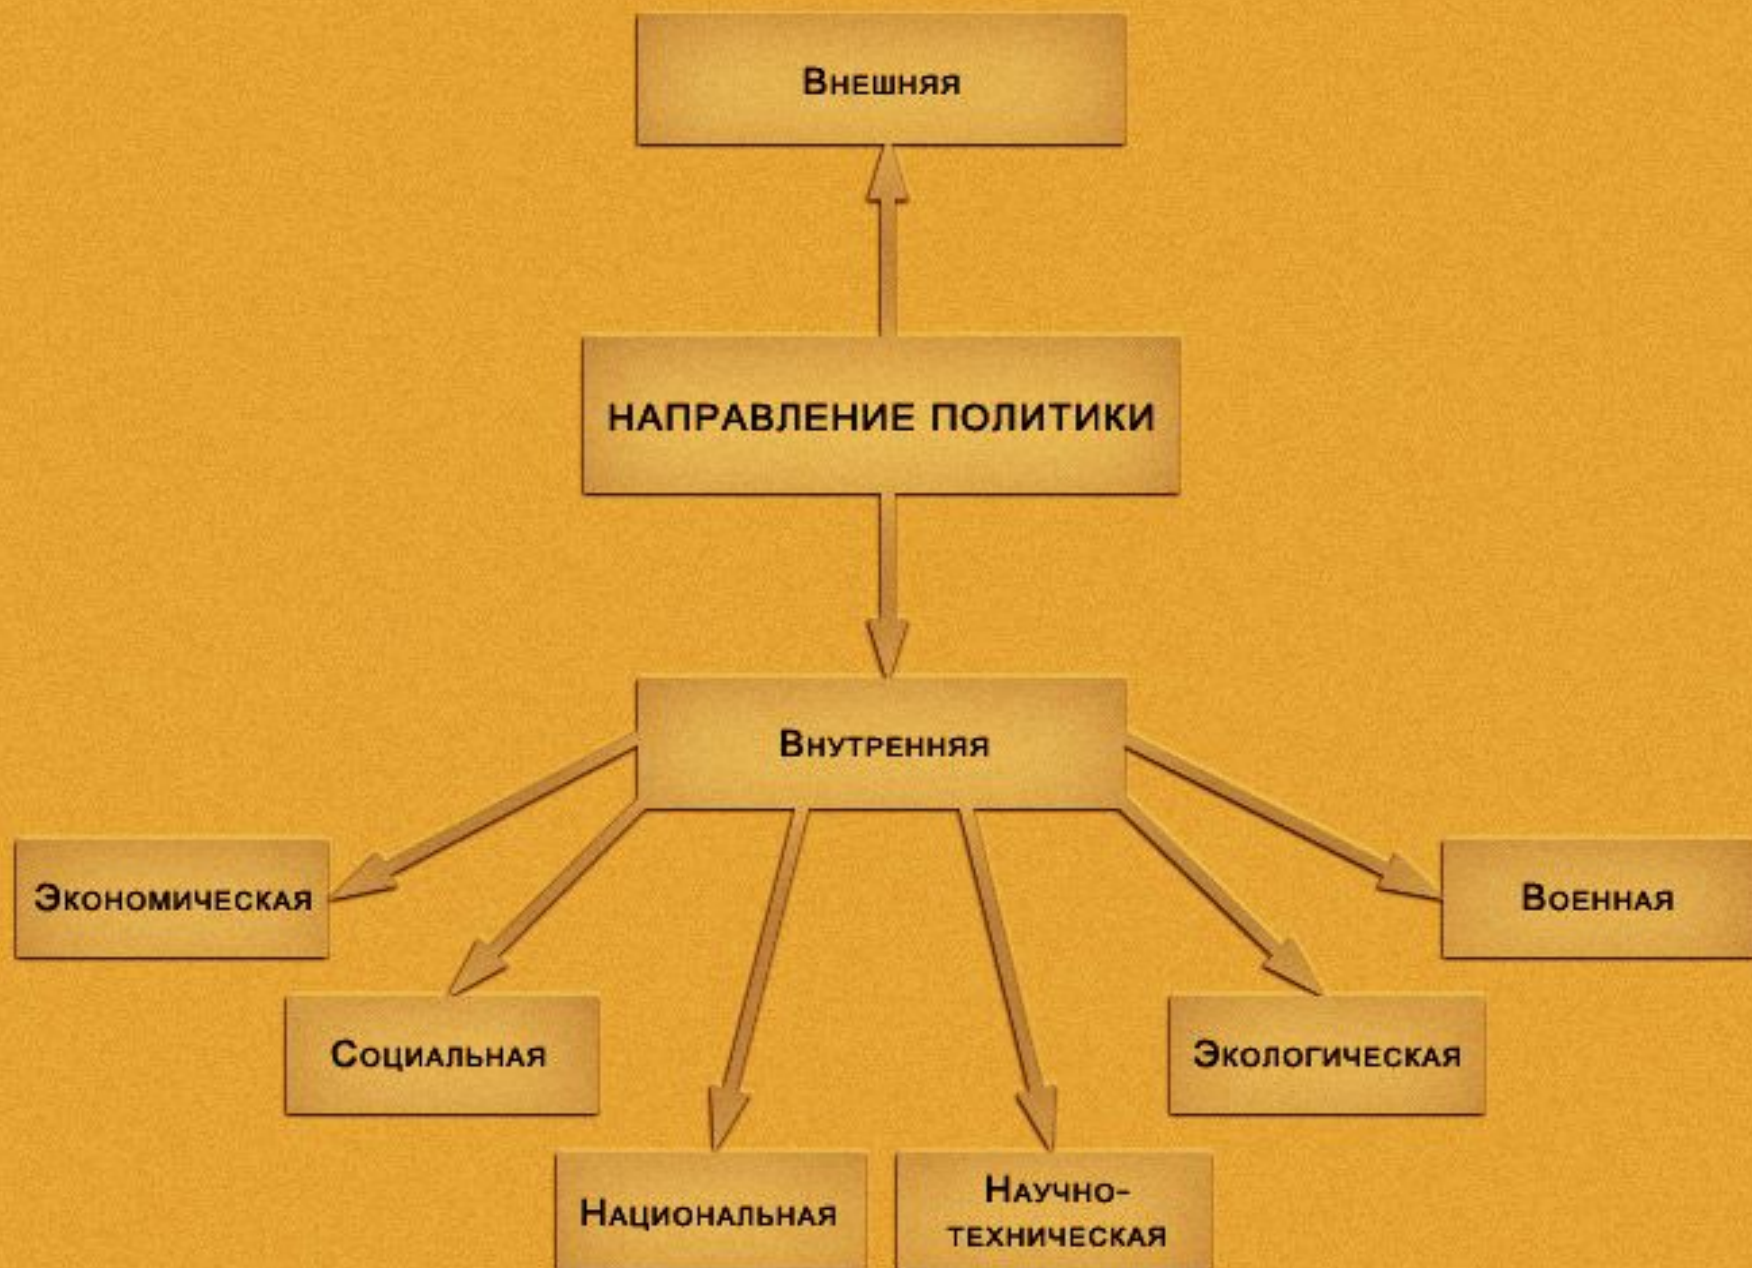 Внешняя
НАПРАВЛЕНИЕ ПОЛИТИКИ
Внутренняя
Экономическая
Военная
Социальная
Экологическая
Национальная
Научно-
техническая